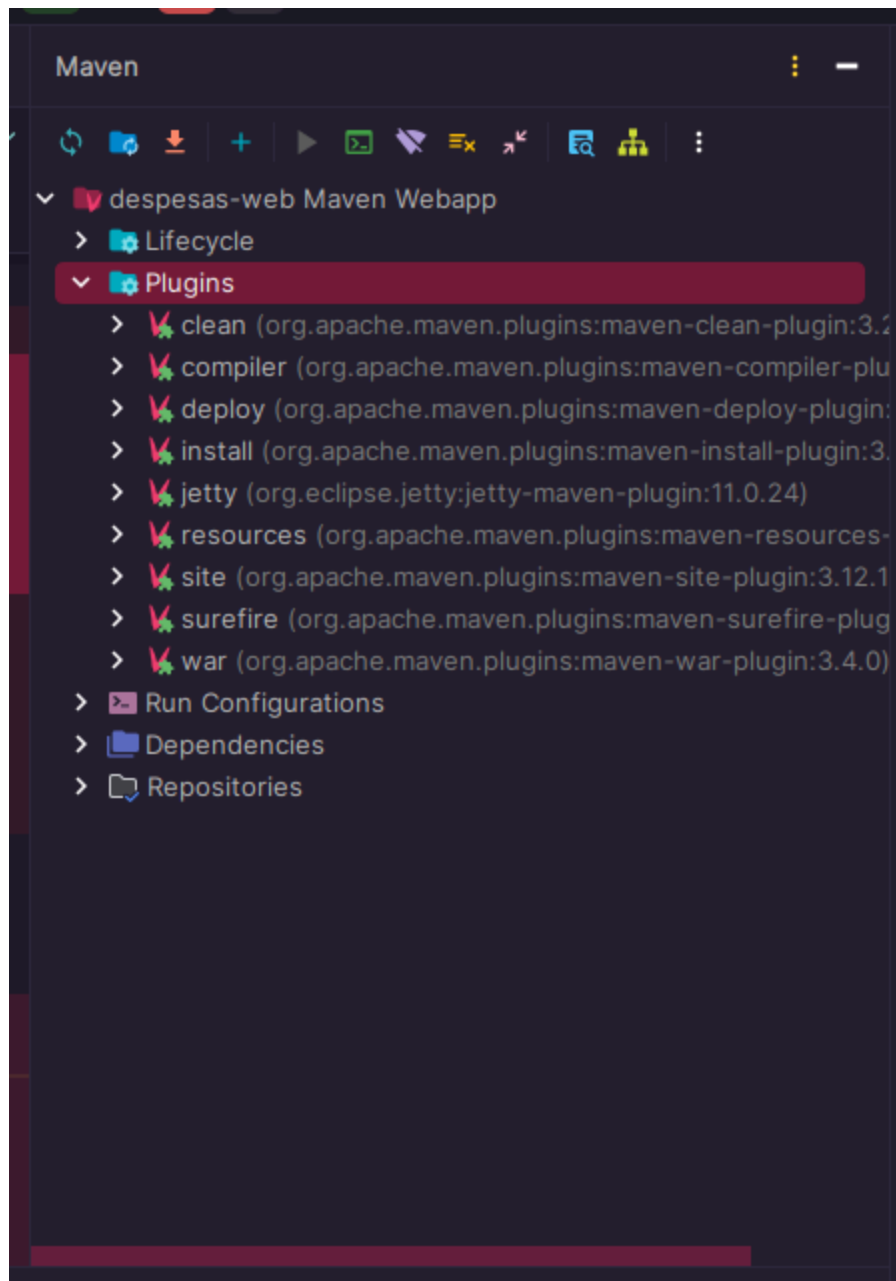 Maven
despesas-web Maven Webapp
Lifecycle
Plugins
clean (org.apache.maven.plugins:maven-clean-plugin:3.2
compiler (org.apache.maven.plugins:maven-compiler-plu
deploy (org.apache.maven.plugins:maven-deploy-plugin:
install (org.apache.maven.plugins:maven-install-plugin:3.
jetty (org.eclipse.jetty:jetty-maven-plugin:11.0.24)
resources (org.apache.maven.plugins:maven-resources-
site (org.apache.maven.plugins:maven-site-plugin:3.12.1
surefire (org.apache.maven.plugins:maven-surefire-plug
war (org.apache.maven.plugins:maven-war-plugin:3.4.0)
Run Configurations
Dependencies
Repositories